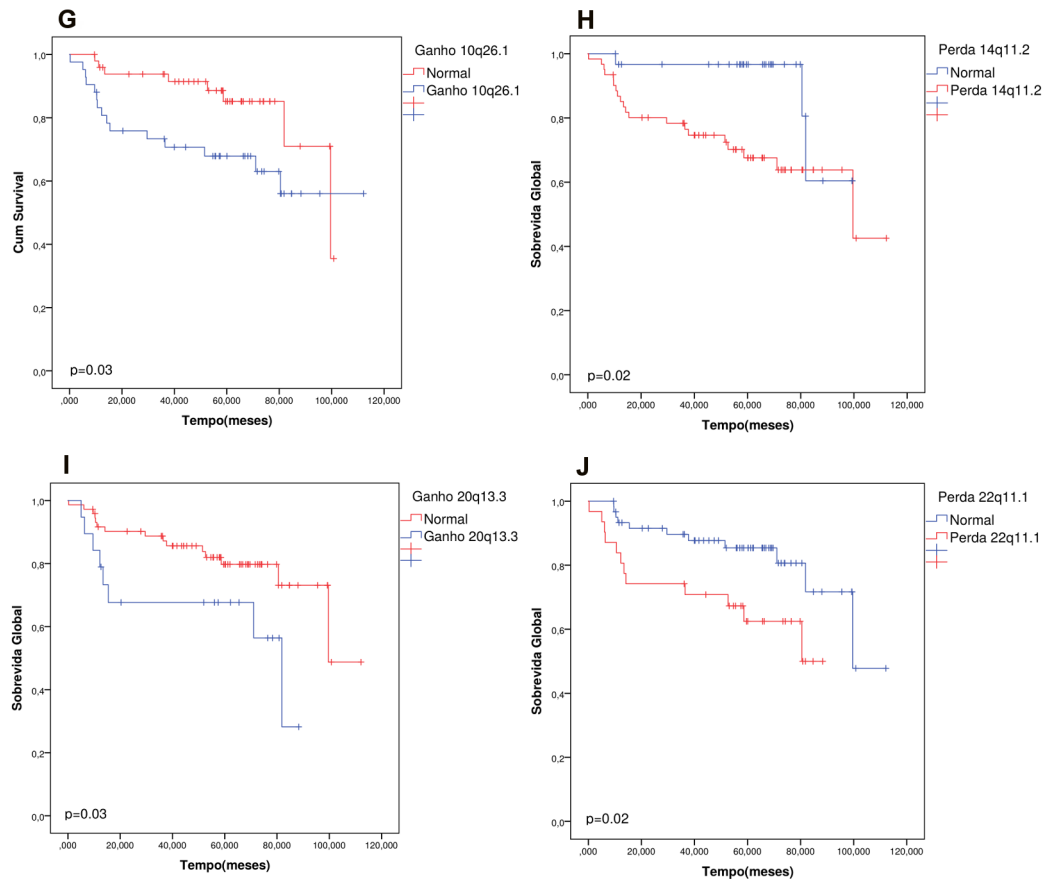 G
Ganho 10q26.1
Normal
Ganho 10q26.1
1,0
0,8
0,6
0,4
0,2
0,0
Cum Survival
p=0.03
,000 20,000 40,000 60,000 80,000 100,000 120,000
Tempo(meses)
H
Perda 14q11.2
Normal
Perda 14q11.2
1,0
0,8
0,6
0,4
0,2
0,0
Sobrevida Global
p=0.02
,000 20,000 40,000 60,000 80,000 100,000 120,000
Tempo(meses)
I
Ganho 20q13.3
Normal
Ganho 20q13.3
1,0
0,8
0,6
0,4
0,2
0,0
Sobrevida Global
p=0.03
,000 20,000 40,000 60,000 80,000 100,000 120,000
Tempo(meses)
J
Perda 22q11.1
Normal
Perda 22q11.1
1,0
0,8
0,6
0,4
0,2
0,0
Sobrevida Global
p=0.02
,000 20,000 40,000 60,000 80,000 100,000 120,000
Tempo(meses)